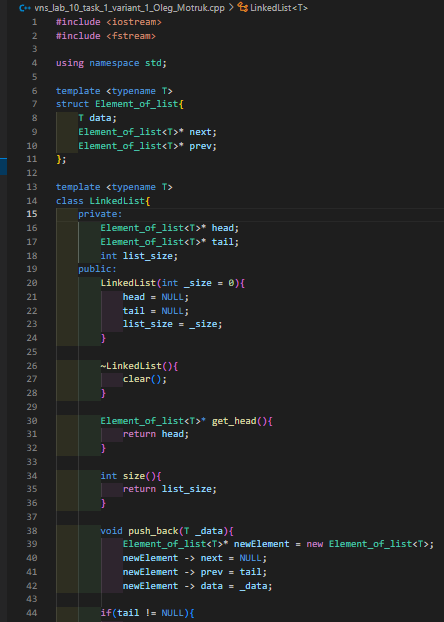 vns_lab_10_task_1_variant_1_Oleg_Motruk.cpp > LinkedList<T>
1 #include <iostream>
2 #include <fstream>
3
4 using namespace std;
5
6 template <typename T>
7 struct Element_of_list{
8     T data;
9     Element_of_list<T>* next;
10     Element_of_list<T>* prev;
11 };
12
13 template <typename T>
14 class LinkedList{
15     private:
16         Element_of_list<T>* head;
17         Element_of_list<T>* tail;
18         int list_size;
19     public:
20         LinkedList(int _size = 0){
21             head = NULL;
22             tail = NULL;
23             list_size = _size;
24         }
25
26         ~LinkedList(){
27             clear();
28         }
29
30         Element_of_list<T>* get_head(){
31             return head;
32         }
33
34         int size(){
35             return list_size;
36         }
37
38         void push_back(T _data){
39             Element_of_list<T>* newElement = new Element_of_list<T>;
40             newElement -> next = NULL;
41             newElement -> prev = tail;
42             newElement -> data = _data;
43
44         if(tail != NULL){